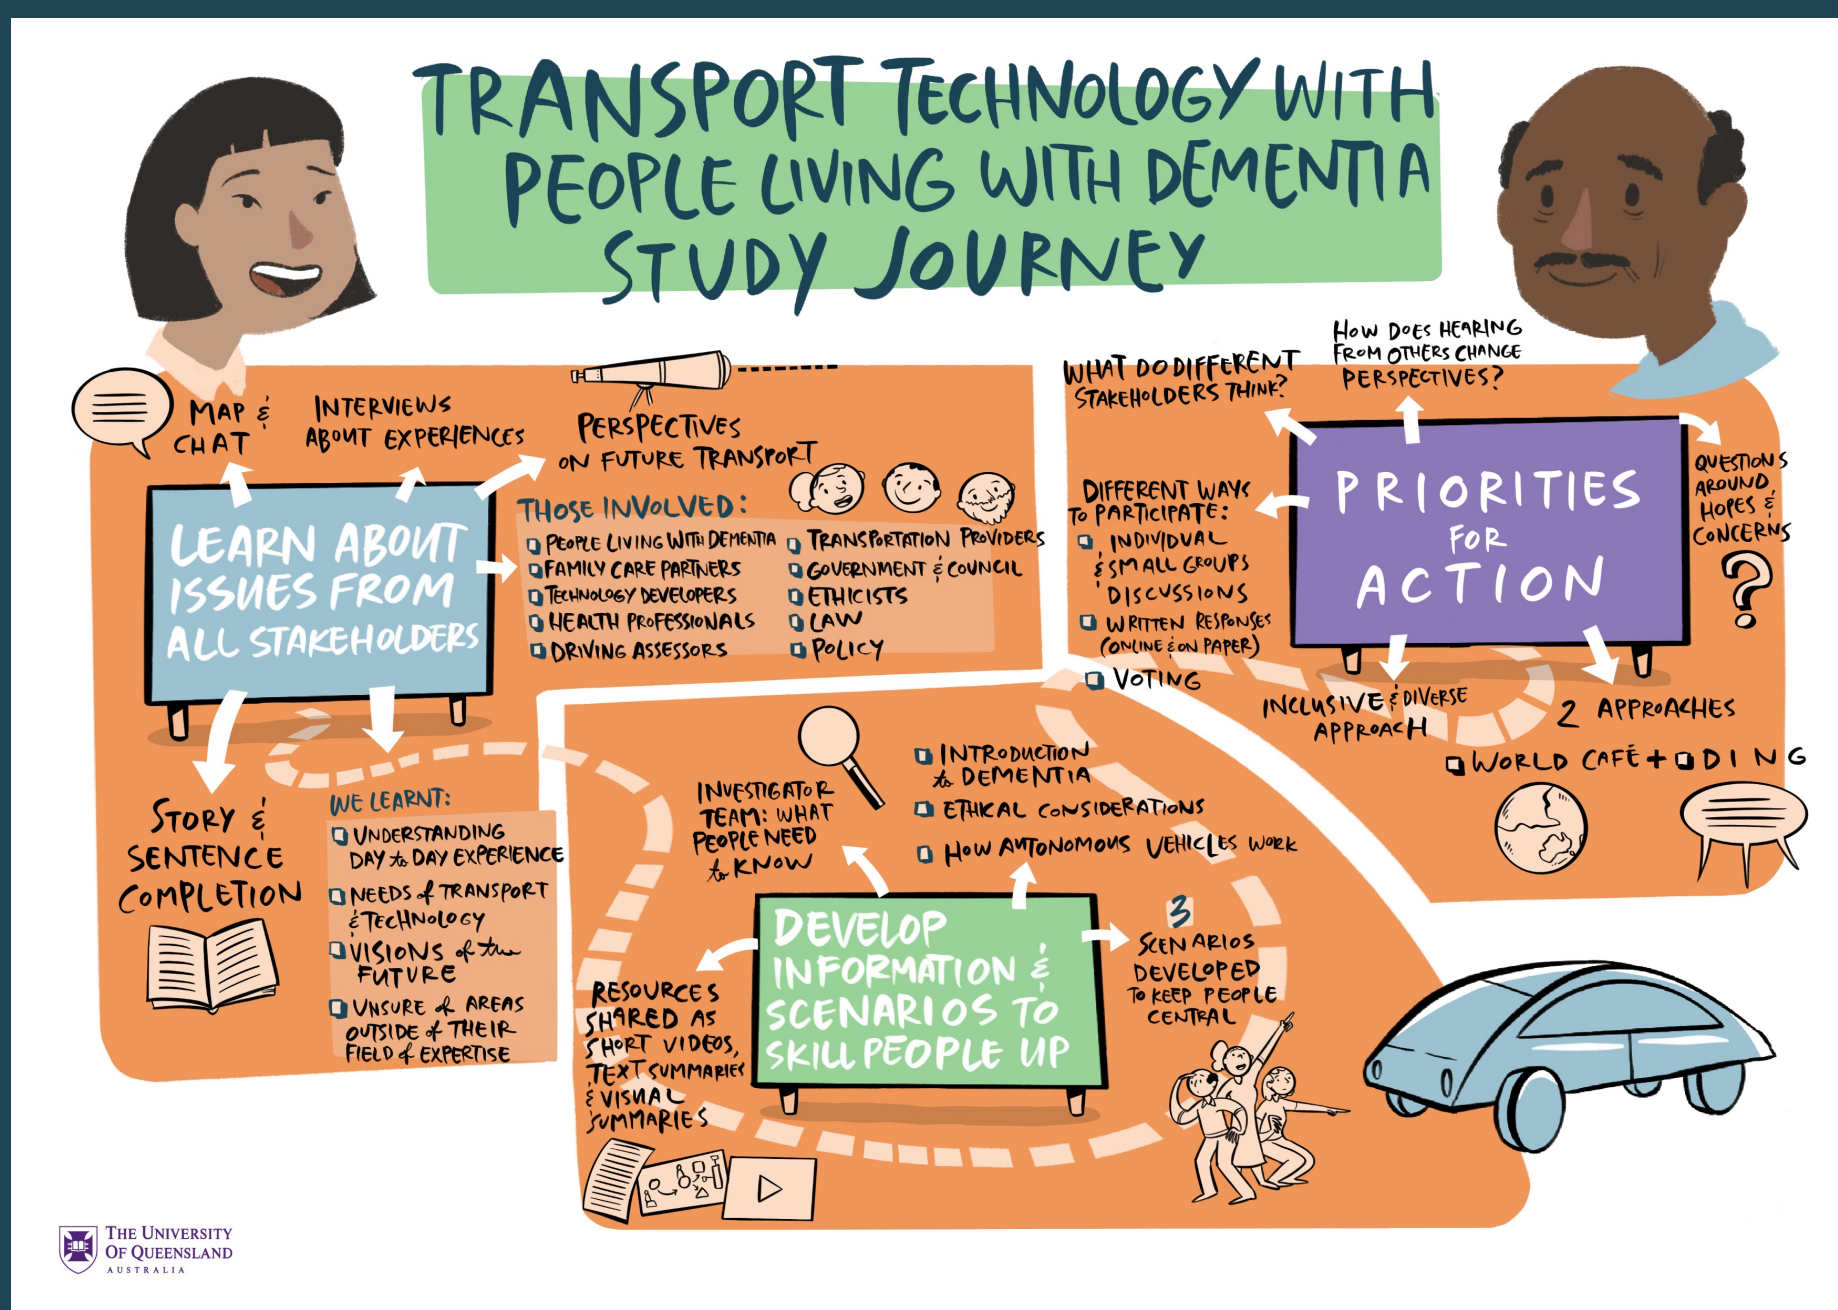 TRANSPORT TECHNOLOGY WITH
PEOPLE LIVING WITH DEMENTIA
STUDY JOURNEY
MAP &
CHAT
INTERVIEWS
ABOUT EXPERIENCES
PERSPECTIVES
ON FUTURE TRANSPORT
LEARN ABOUT
ISSUES FROM
ALL STAKEHOLDERS
THOSE INVOLVED:
PEOPLE LIVING WITH DEMENTIA
FAMILY CARE PARTNERS
TECHNOLOGY DEVELOPERS
HEALTH PROFESSIONALS
DRIVING ASSESSORS
TRANSPORTATION PROVIDERS
GOVERNMENT & COUNCIL
ETHICISTS
LAW
POLICY
STORY &
SENTENCE
COMPLETION
WE LEARNT:
UNDERSTANDING
DAY to DAY EXPERIENCE
NEEDS of TRANSPORT
& TECHNOLOGY
VISIONS of the
FUTURE
UNSURE of AREAS
OUTSIDE of THEIR
FIELD of EXPERTISE
INVESTIGATOR
TEAM: WHAT
PEOPLE NEED
to KNOW
INTRODUCTION
to DEMENTIA
ETHICAL CONSIDERATIONS
HOW AUTONOMOUS VEHICLES WORK
DEVELOP
INFORMATION &
SCENARIOS TO
SKILL PEOPLE UP
RESOURCES
SHARED AS
SHORT VIDEOS,
TEXT SUMMARIES
& VISUAL
SUMMARIES
3
SCENARIOS
DEVELOPED
TO KEEP PEOPLE
CENTRAL
WHAT DO DIFFERENT
STAKEHOLDERS THINK?
HOW DOES HEARING
FROM OTHERS CHANGE
PERSPECTIVES?
PRIORITIES
FOR
ACTION
QUESTIONS
AROUND
HOPES &
CONCERNS
?
DIFFERENT WAYS
TO PARTICIPATE:
INDIVIDUAL
& SMALL GROUPS
DISCUSSIONS
WRITTEN RESPONSES
(ONLINE & ON PAPER)
VOTING
INCLUSIVE & DIVERSE
APPROACH
2 APPROACHES
WORLD CAFÉ + DING
THE UNIVERSITY
OF QUEENSLAND
AUSTRALIA